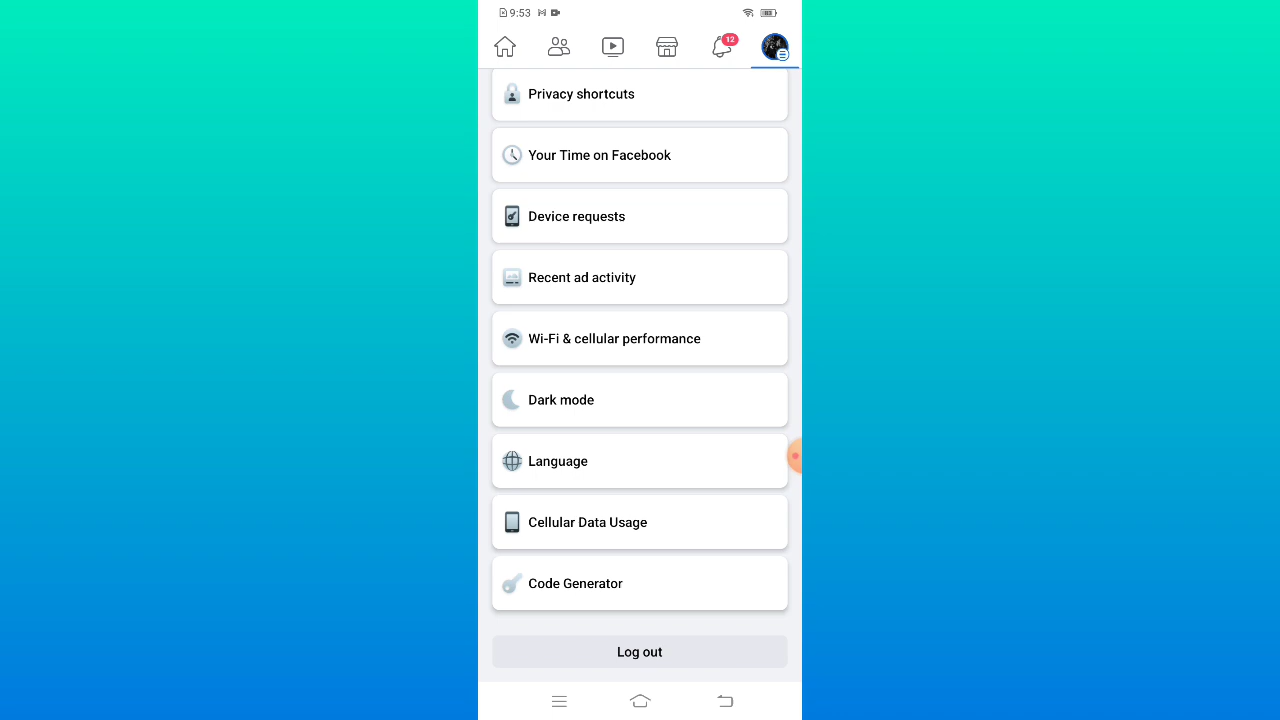 9:53
12
Privacy shortcuts
Your Time on Facebook
Device requests
Recent ad activity
Wi-Fi & cellular performance
Dark mode
Language
Cellular Data Usage
Code Generator
Log out